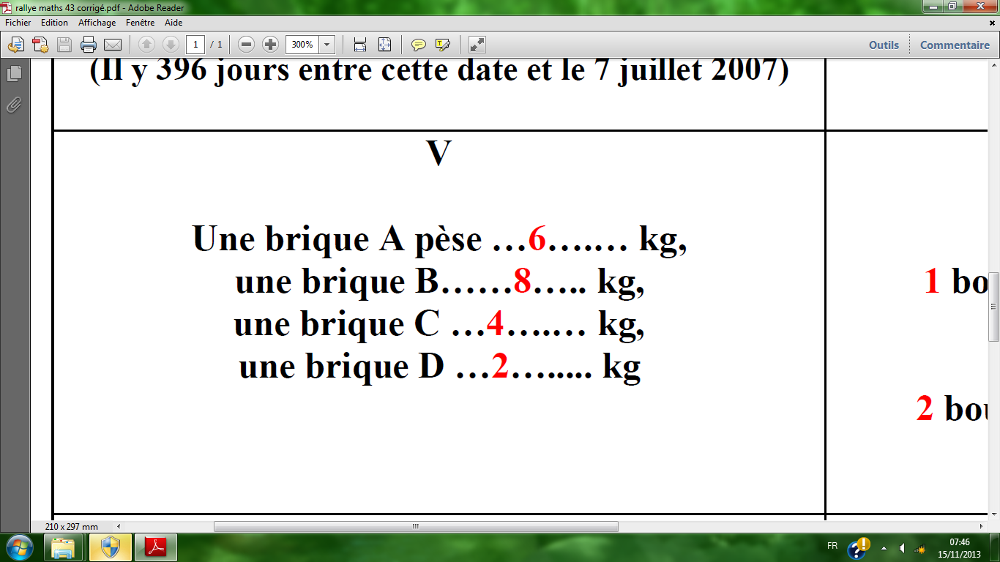 rallye maths 43 corrigé.pdf - Adobe Reader
Fichier Edition Affichage Fenêtre Aide
1 / 1 300% Outils Commentaire
(Il y 396 jours entre cette date et le 7 juillet 2007)
V
Une brique A pèse …6….… kg,
une brique B……8….. kg,
1 bo
une brique C …4….… kg,
une brique D …2…..... kg
2 bou
210 x 297 mm
FR 07:46
15/11/2013